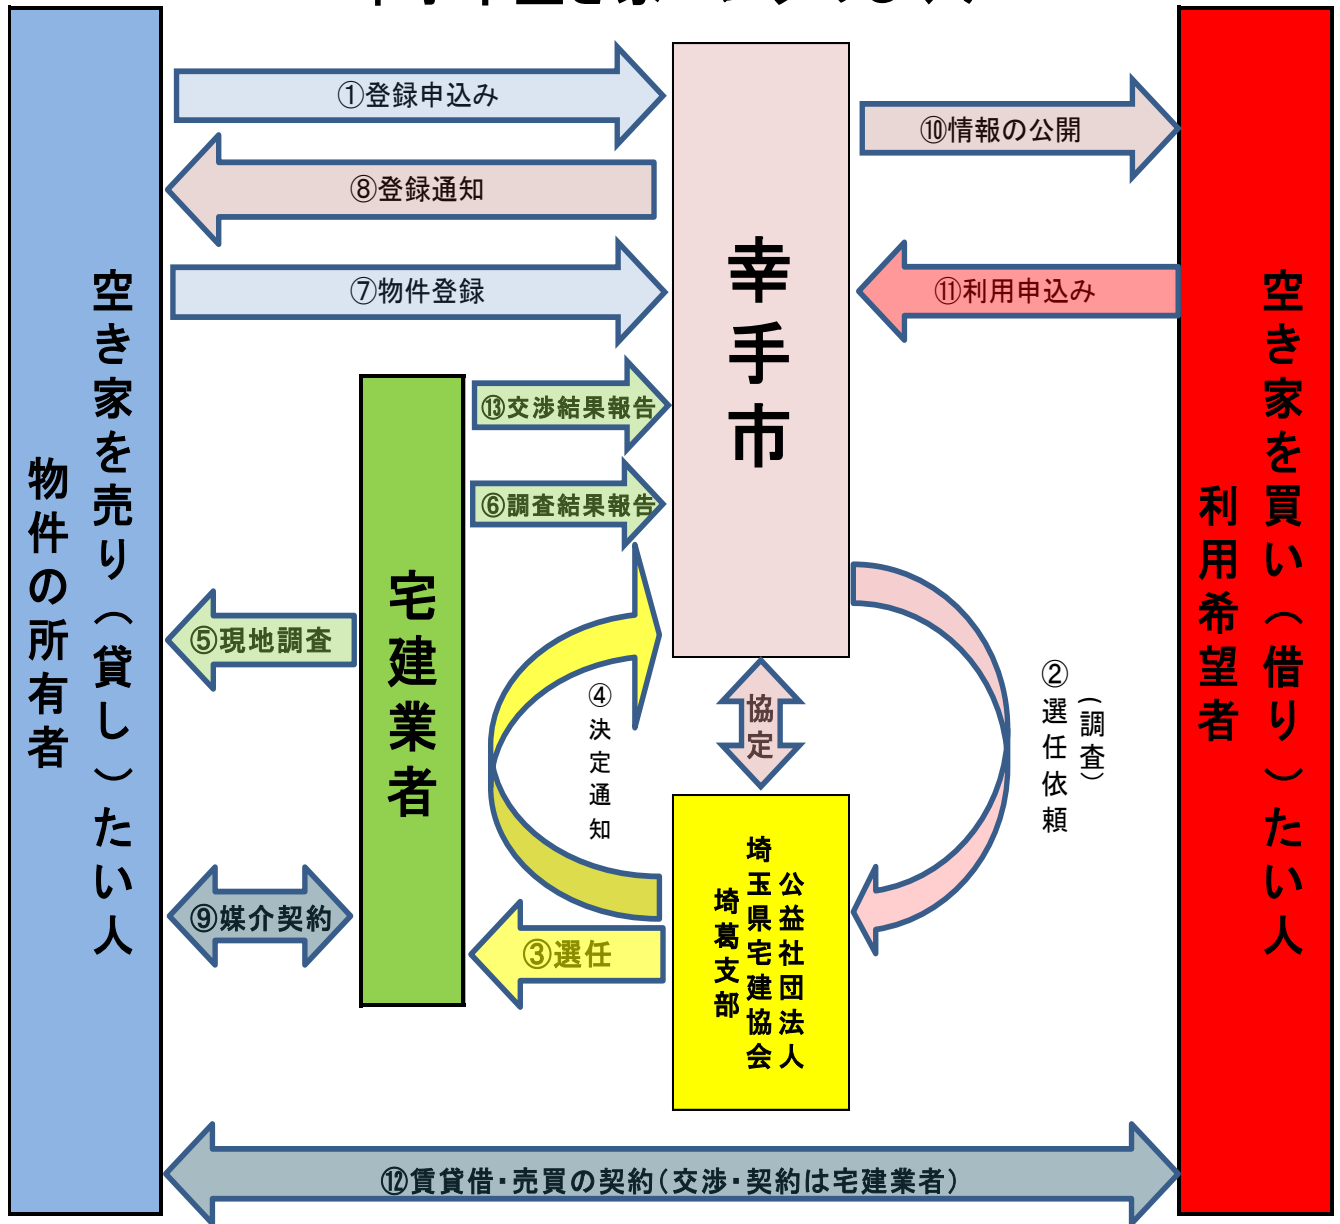 ①登録申込み
⑧登録通知
⑦物件登録
⑩情報の公開
⑪利用申込み
幸手市
空き家を売り（貸し）たい人
物件の所有者
空き家を買い（借り）たい人
利用希望者
⑬交渉結果報告
⑥調査結果報告
宅建業者
⑤現地調査
④決定通知
協定
②選任依頼
（調査）
⑨媒介契約
③選任
公益社団法人
埼玉県宅建協会
埼葛支部
⑫賃貸借・売買の契約（交渉・契約は宅建業者）